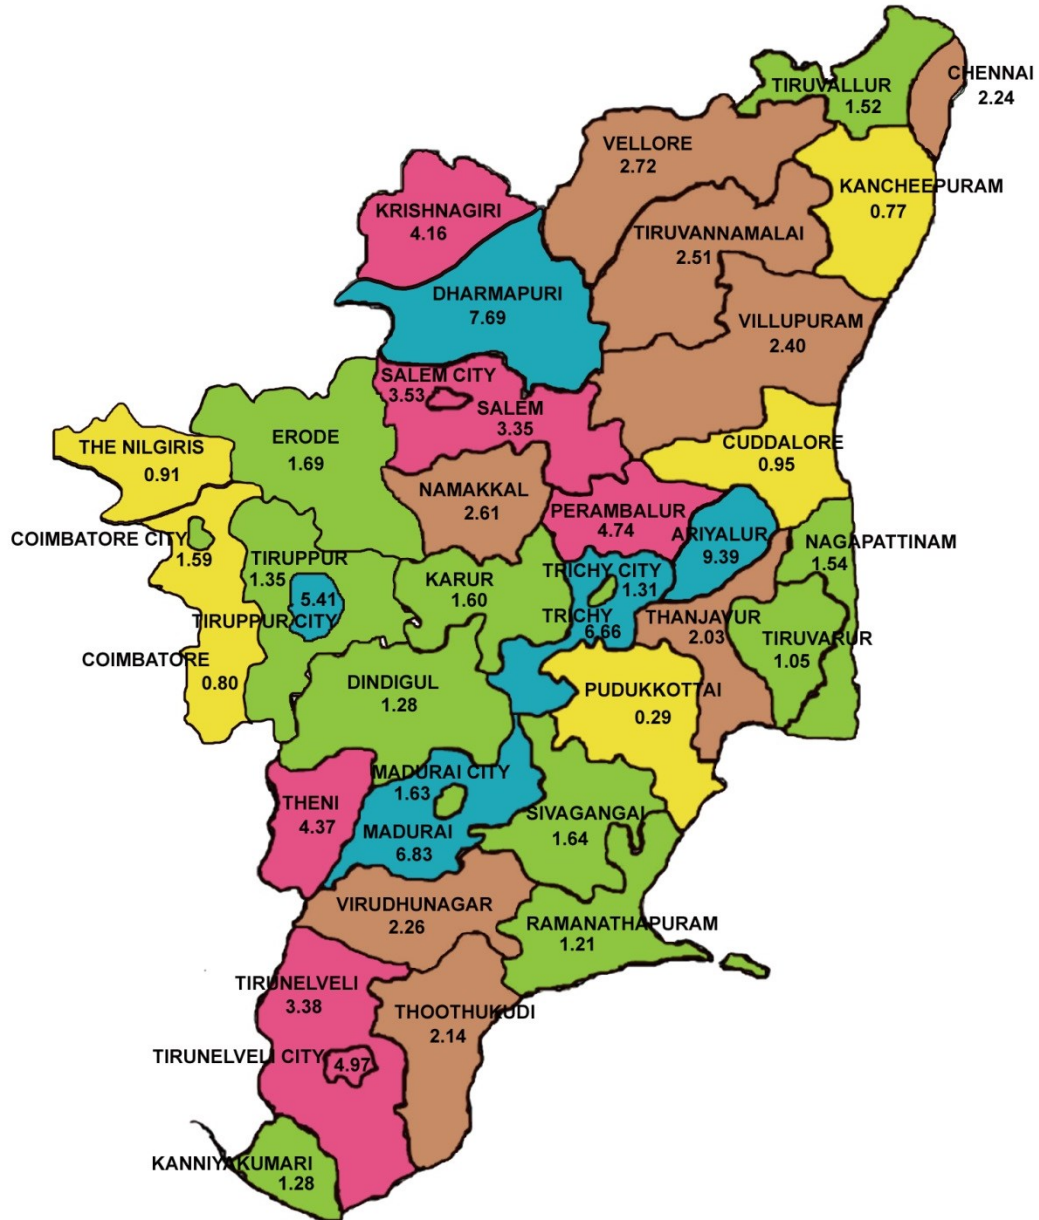 CHENNAI
2.24
TIRUVALLUR
1.52
VELLORE
2.72
KANCHEEPURAM
0.77
KRISHNAGIRI
4.16
TIRUVANNAMALAI
2.51
DHARMAPURI
7.69
VILLUPURAM
2.40
SALEM CITY
3.53
SALEM
3.35
ERODE
1.69
CUDDALORE
0.95
THE NILGIRIS
0.91
NAMAKKAL
2.61
PERAMBALUR
4.74
ARIYALUR
9.39
COIMBATORE CITY
1.59
NAGAPATTINAM
1.54
TIRUPPUR
1.35
TRICHY CITY
1.31
KARUR
1.60
5.41
TIRUPPUR CITY
TRICHY
6.66
THANJAVUR
2.03
TIRUVARUR
1.05
COIMBATORE
0.80
DINDIGUL
1.28
PUDUKKOTTAI
0.29
MADURAI CITY
1.63
THENI
4.37
SIVAGANGAI
1.64
MADURAI
6.83
VIRUDHUNAGAR
2.26
RAMANATHAPURAM
1.21
TIRUNELVELI
3.38
THOOTHUKUDI
2.14
TIRUNELVELI CITY
4.97
KANNIYAKUMARI
1.28